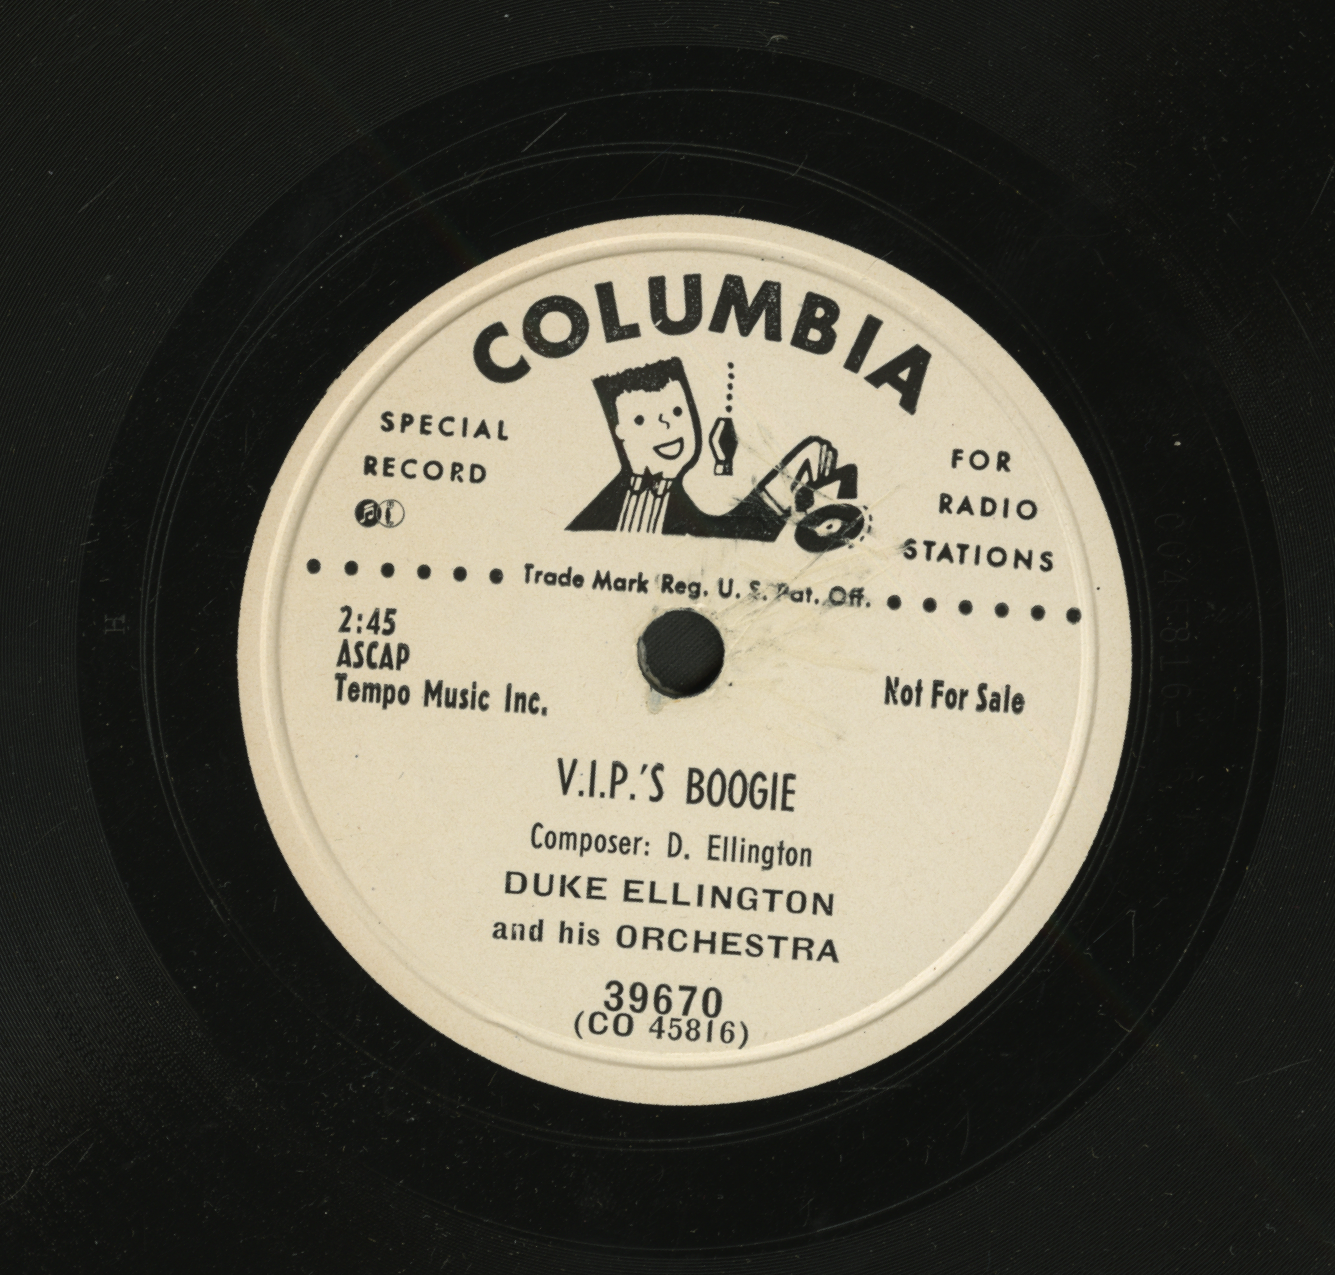 COLUMBIA
SPECIAL
RECORD
FOR
RADIO
STATIONS
Trade Mark Reg. U. S. Pat. Off.
2:45
ASCAP
Tempo Music Inc.
Not For Sale
V.I.P.'S BOOGIE
Composer: D. Ellington
DUKE ELLINGTON
and his ORCHESTRA
39670
(CO 45816)
H